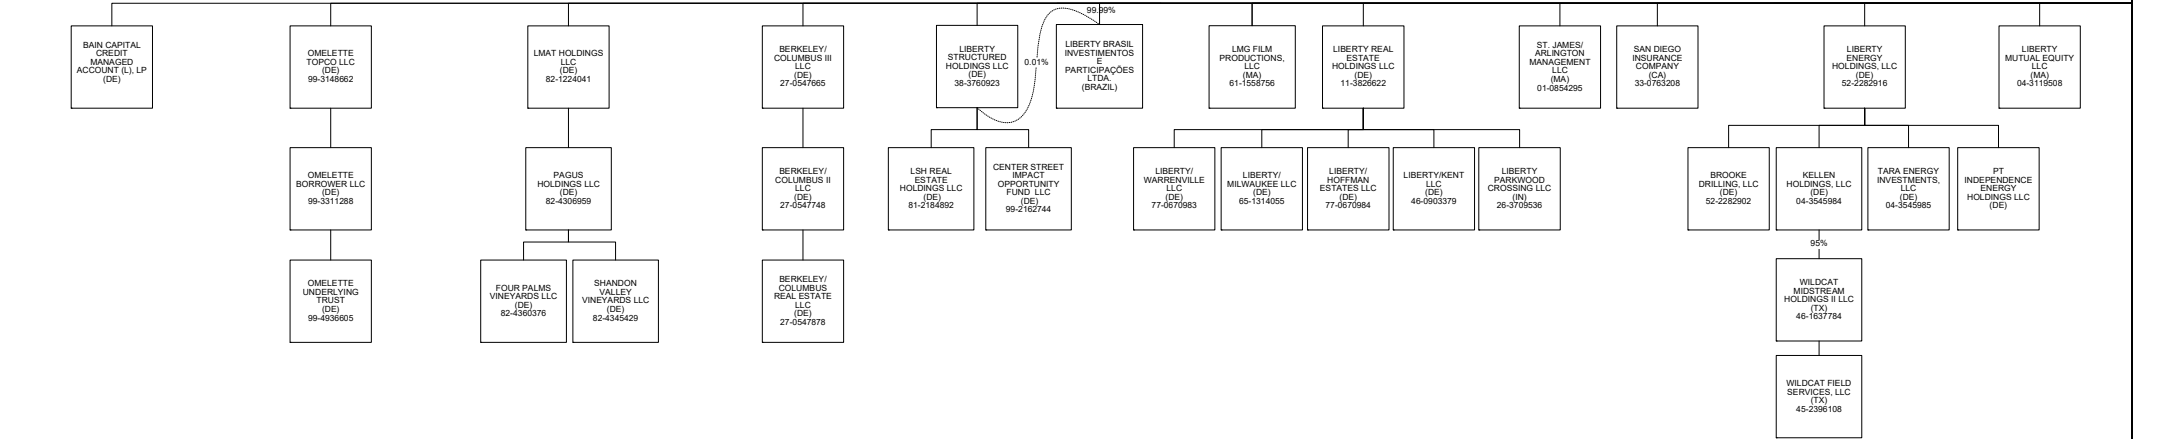 99.99%
BAIN CAPITAL
CREDIT
MANAGED
ACCOUNT (L), LP
(DE)
OMELETTE
TOPCO LLC
(DE)
99-3148662
LMAT HOLDINGS
LLC
(DE)
82-1224041
BERKELEY/
COLUMBUS III
LLC
(DE)
27-0547665
LIBERTY
STRUCTURED
HOLDINGS LLC
(DE)
38-3760923
0.01%
LIBERTY BRASIL
INVESTIMENTOS
E
PARTICIPAÇÕES
LTDA.
(BRAZIL)
LMG FILM
PRODUCTIONS,
LLC
(MA)
61-1558756
LIBERTY REAL
ESTATE
HOLDINGS LLC
(DE)
11-3826622
ST. JAMES/
ARLINGTON
MANAGEMENT
LLC
(MA)
01-0854295
SAN DIEGO
INSURANCE
COMPANY
(CA)
33-0763208
LIBERTY
ENERGY
HOLDINGS, LLC
(DE)
52-2282916
LIBERTY
MUTUAL EQUITY
LLC
(MA)
04-3119508
OMELETTE
BORROWER LLC
(DE)
99-3311288
PAGUS
HOLDINGS LLC
(DE)
82-4306959
BERKELEY/
COLUMBUS II
LLC
(DE)
27-0547748
LSH REAL
ESTATE
HOLDINGS LLC
(DE)
81-2184892
CENTER STREET
IMPACT
OPPORTUNITY
FUND LLC
(DE)
99-2162744
LIBERTY/
WARRENVILLE
LLC
(DE)
77-0670983
LIBERTY/
MILWAUKEE LLC
(DE)
65-1314055
LIBERTY/
HOFFMAN
ESTATES LLC
(DE)
77-0670984
LIBERTY/KENT
LLC
(DE)
46-0903379
LIBERTY
PARKWOOD
CROSSING LLC
(IN)
26-3709536
BROOKE
DRILLING, LLC
(DE)
52-2282902
KELLEN
HOLDINGS, LLC
(DE)
04-3545984
TARA ENERGY
INVESTMENTS,
LLC
(DE)
04-3545985
PT
INDEPENDENCE
ENERGY
HOLDINGS LLC
(DE)
95%
OMELETTE
UNDERLYING
TRUST
(DE)
99-4936605
FOUR PALMS
VINEYARDS LLC
(DE)
82-4360376
SHANDON
VALLEY
VINEYARDS LLC
(DE)
82-4345429
BERKELEY/
COLUMBUS
REAL ESTATE
LLC
(DE)
27-0547878
WILDCAT
MIDSTREAM
HOLDINGS II LLC
(TX)
46-1637784
WILDCAT FIELD
SERVICES, LLC
(TX)
45-2396108